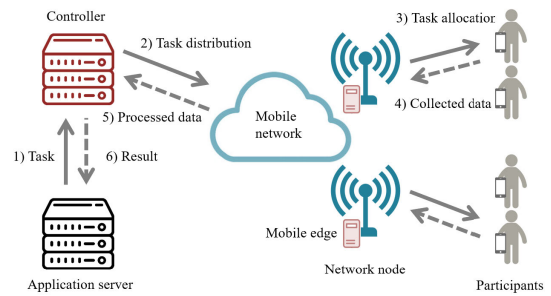 Controller
2) Task distribution
3) Task allocation
5) Processed data
Mobile
network
4) Collected data
1) Task
6) Result
Mobile edge
Application server
Network node
Participants